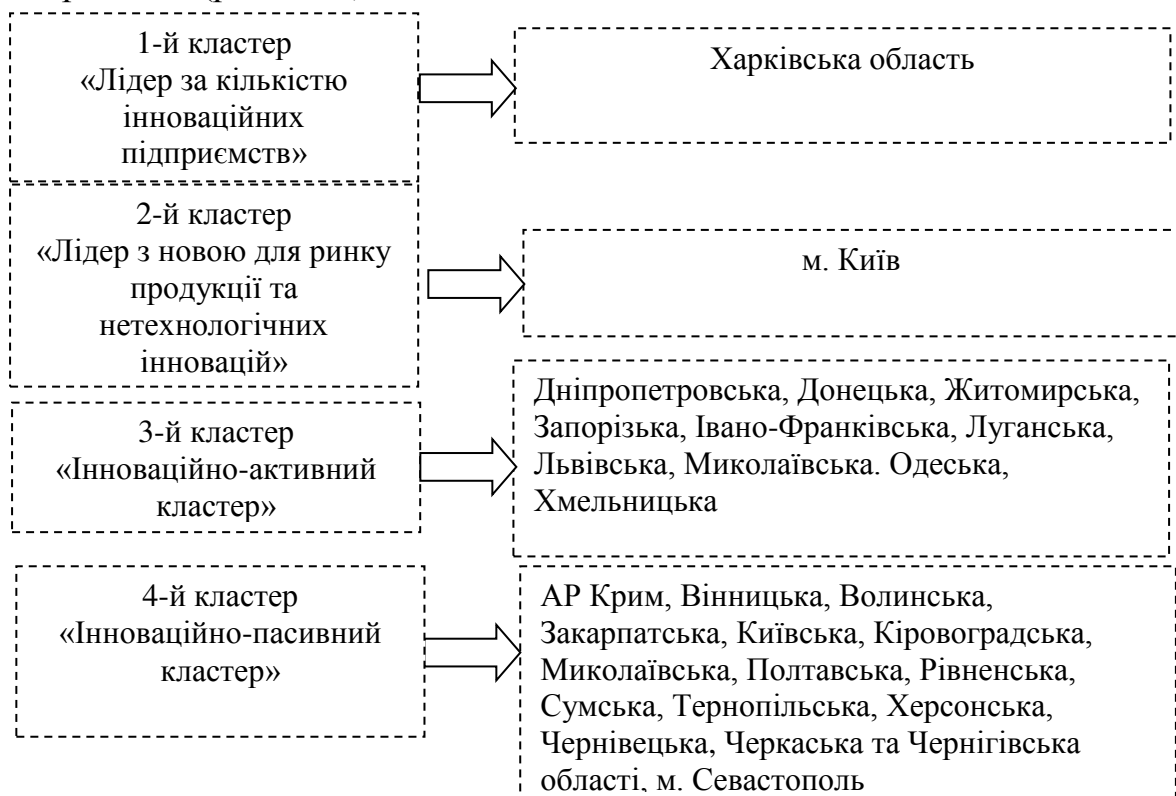 1-й кластер
«Лідер за кількістю
інноваційних
підприємств»
Харківська область
2-й кластер
«Лідер з новою для ринку
продукції та
нетехнологічних
інновацій»
м. Київ
3-й кластер
«Інноваційно-активний
кластер»
Дніпропетровська, Донецька, Житомирська,
Запорізька, Івано-Франківська, Луганська,
Львівська, Миколаївська. Одеська,
Хмельницька
4-й кластер
«Інноваційно-пасивний
кластер»
АР Крим, Вінницька, Волинська,
Закарпатська, Київська, Кіровоградська,
Миколаївська, Полтавська, Рівненська,
Сумська, Тернопільська, Херсонська,
Чернівецька, Черкаська та Чернігівська
області, м. Севастополь